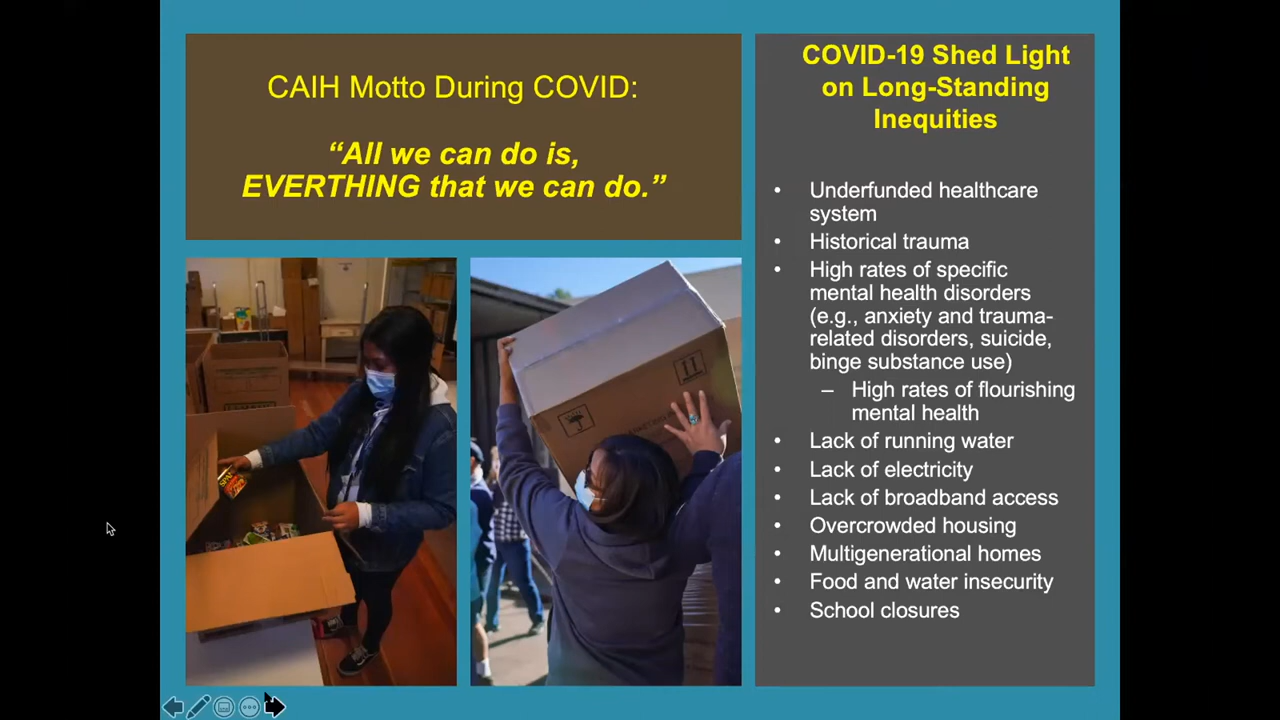 CAIH Motto During COVID:
“All we can do is,
EVERTHING that we can do.”
COVID-19 Shed Light
on Long-Standing
Inequities
• Underfunded healthcare
system
• Historical trauma
• High rates of specific
mental health disorders
(e.g., anxiety and trauma-
related disorders, suicide,
binge substance use)
– High rates of flourishing
mental health
• Lack of running water
• Lack of electricity
• Lack of broadband access
• Overcrowded housing
• Multigenerational homes
• Food and water insecurity
• School closures